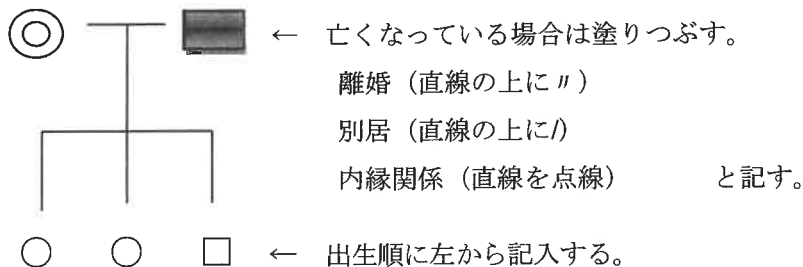 ← 亡くなっている場合は塗りつぶす。
離婚（直線の上に〃）
別居（直線の上に/）
内縁関係（直線を点線）　と記す。
← 出生順に左から記入する。